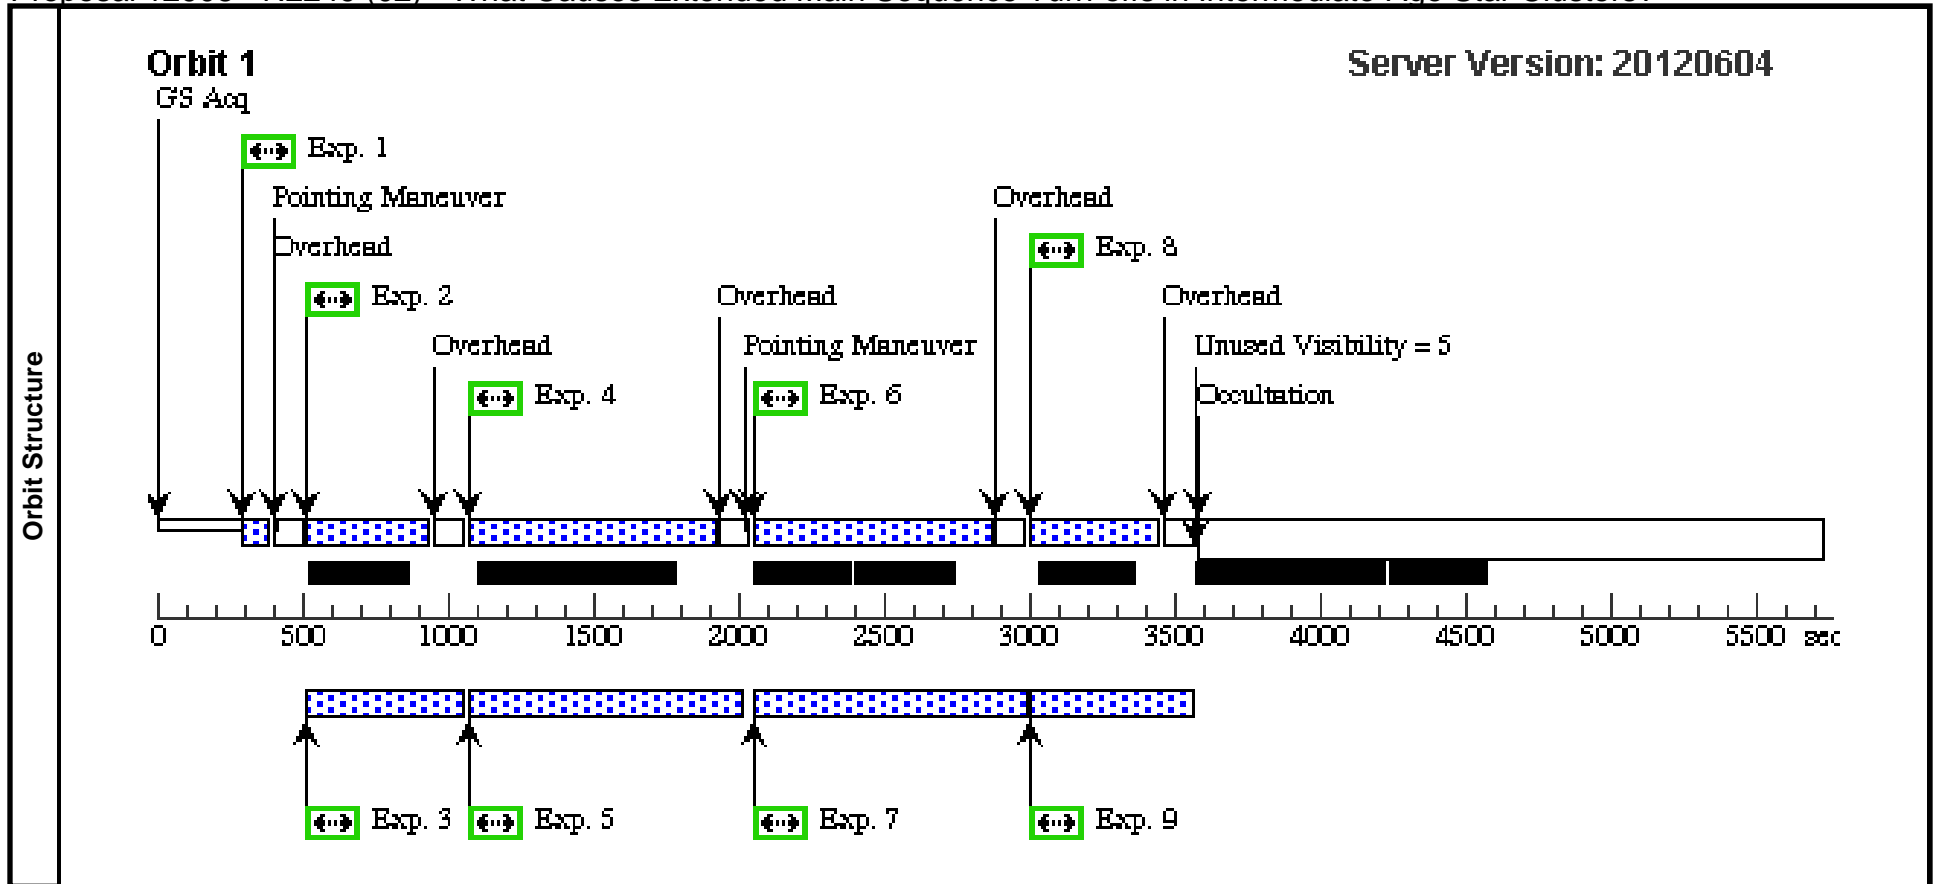 Orbit Structure
Orbit 1
Server Version: 20120604
GS Acq
Exp. 1
Pointing Maneuver
Overhead
Overhead
Exp. 8
Overhead
Exp. 2
Overhead
Overhead
Overhead
Pointing Maneuver
Unused Visibility = 5
Exp. 4
Exp. 6
Occultation
0 500 1000 1500 2000 2500 3000 3500 4000 4500 5000 5500 sec
Exp. 3
Exp. 5
Exp. 7
Exp. 9